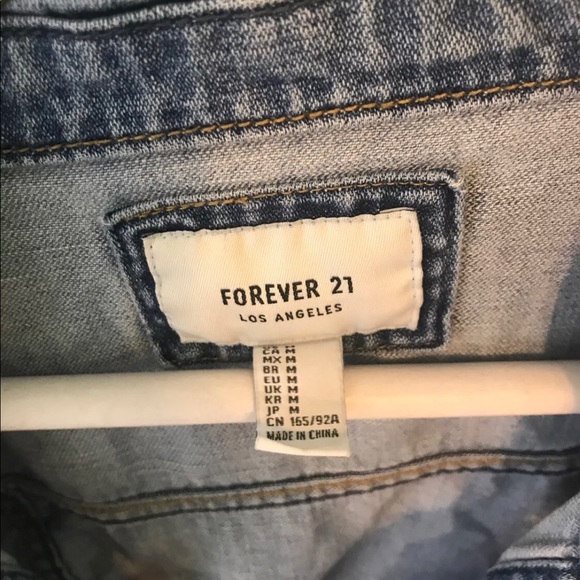 FOREVER 21
LOS ANGELES
CA M
MX M
BR M
EU M
UK M
KR M
JP M
CN 165/92A
MADE IN CHINA